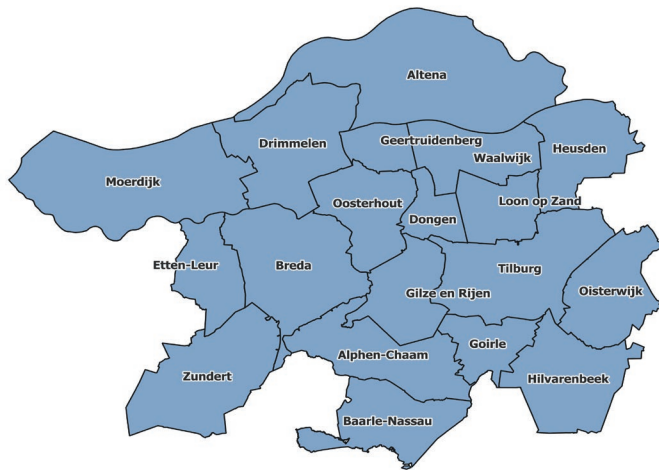 Altena
Drimmelen
Geertruidenberg
Waalwijk
Heusden
Moerdijk
Oosterhout
Dongen
Loon op Zand
Etten-Leur
Breda
Gilze en Rijen
Tilburg
Oisterwijk
Zundert
Alphen-Chaam
Goirle
Hilvarenbeek
Baarle-Nassau